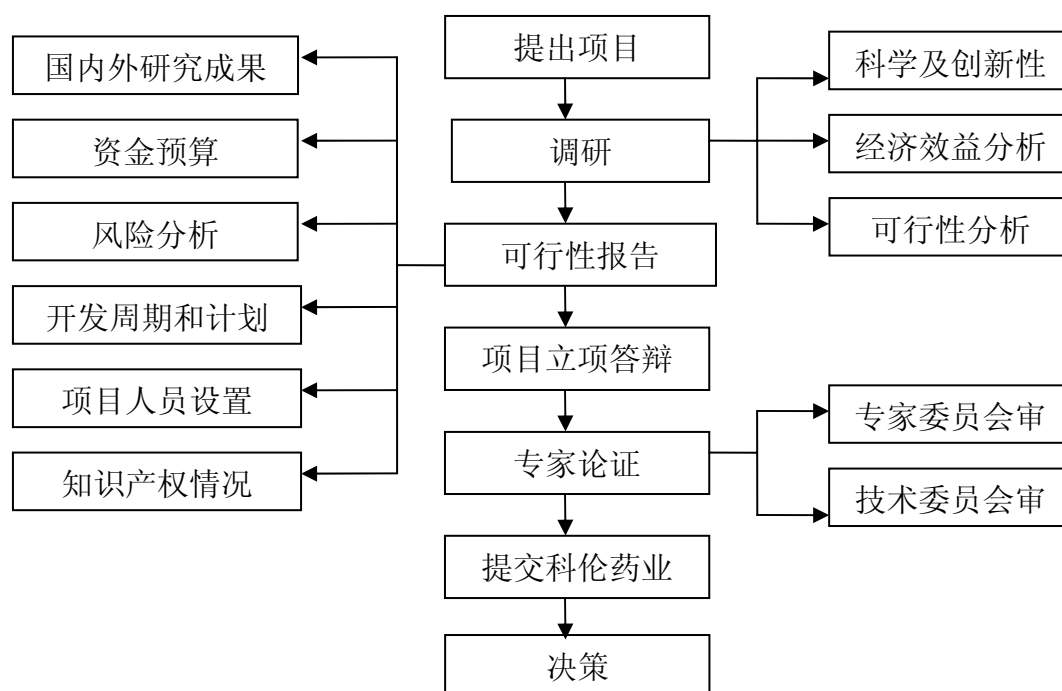 提出项目
调研
可行性报告
项目立项答辩
专家论证
提交科伦药业
决策
国内外研究成果
资金预算
风险分析
开发周期和计划
项目人员设置
知识产权情况
科学及创新性
经济效益分析
可行性分析
专家委员会审
技术委员会审